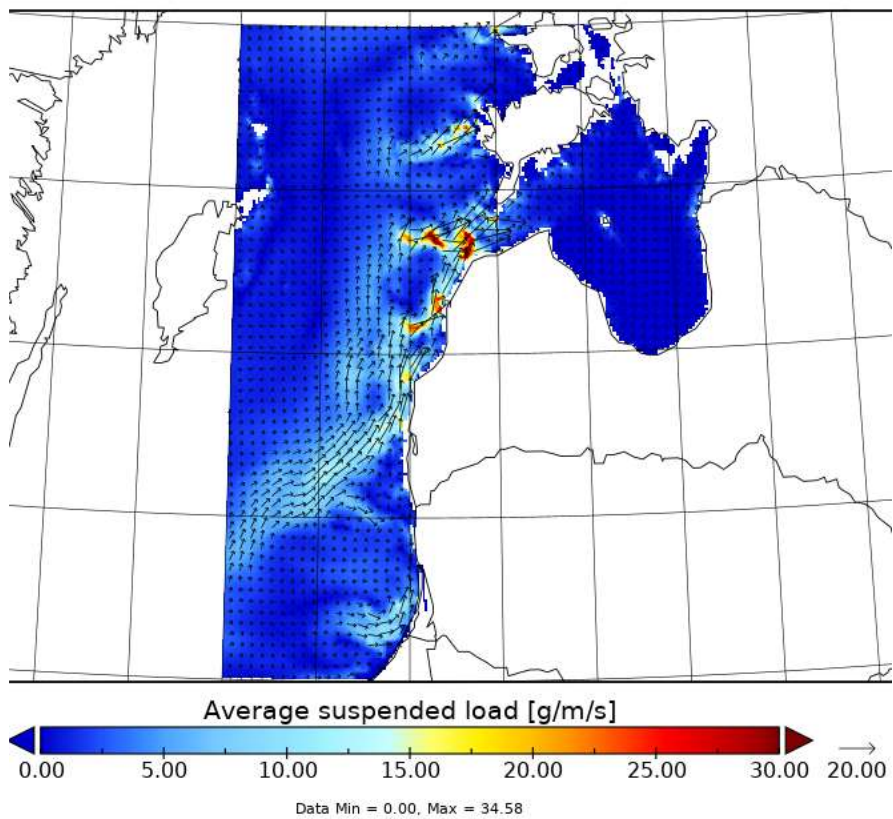 Average suspended load [g/m/s]
0.00 5.00 10.00 15.00 20.00 25.00 30.00 20.00
Data Min = 0.00, Max = 34.58